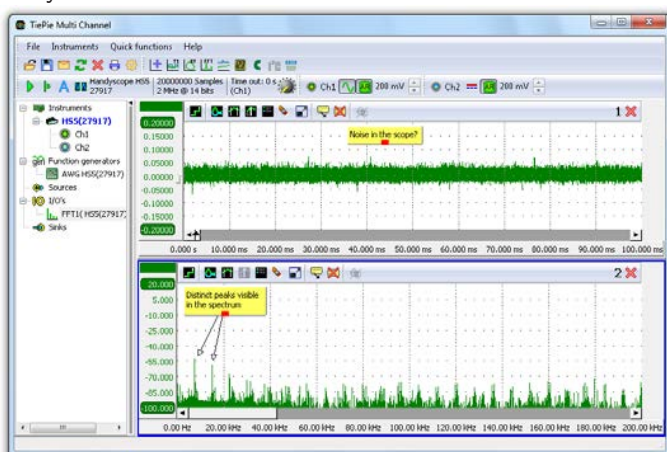 TiePie Multi Channel
File Instruments Quick functions Help
Handyscope HS5
27917
20000000 Samples
2 MHz @ 14 bits
Time out: 0 s
(Ch1)
Ch1
200 mV
Ch2
200 mV
Instruments
HS5(27917)
Ch1
Ch2
Function generators
AWG HS5(27917)
Sources
I/O's
FFT1( HS5(27917)
Sinks
1
0.20000
0.15000
0.10000
0.05000
0.00000
-0.05000
-0.10000
-0.15000
-0.20000
Noise in the scope?
0.000 s 10.000 ms 20.000 ms 30.000 ms 40.000 ms 50.000 ms 60.000 ms 70.000 ms 80.000 ms 90.000 ms 100.000 ms
2
20.000
5.000
-10.000
-25.000
-40.000
-55.000
-70.000
-85.000
-100.000
Distinct peaks visible
in the spectrum
0.00 Hz 20.00 kHz 40.00 kHz 60.00 kHz 80.00 kHz 100.00 kHz 120.00 kHz 140.00 kHz 160.00 kHz 180.00 kHz 200.00 kHz